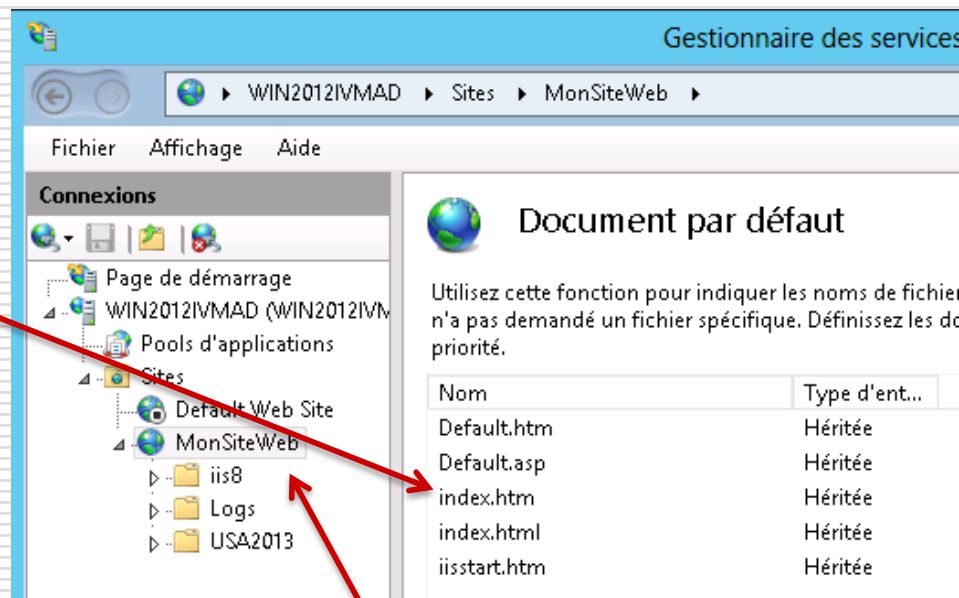 Gestionnaire des services
WIN2012IVMAD ▸ Sites ▸ MonSiteWeb ▸
Fichier Affichage Aide
Connexions
Page de démarrage
WIN2012IVMAD (WIN2012IVM
Pools d'applications
Sites
Default Web Site
MonSiteWeb
iis8
Logs
USA2013
Document par défaut
Utilisez cette fonction pour indiquer les noms de fichier
n'a pas demandé un fichier spécifique. Définissez les do
priorité.
Nom Type d'ent...
Default.htm Héritée
Default.asp Héritée
index.htm Héritée
index.html Héritée
iisstart.htm Héritée